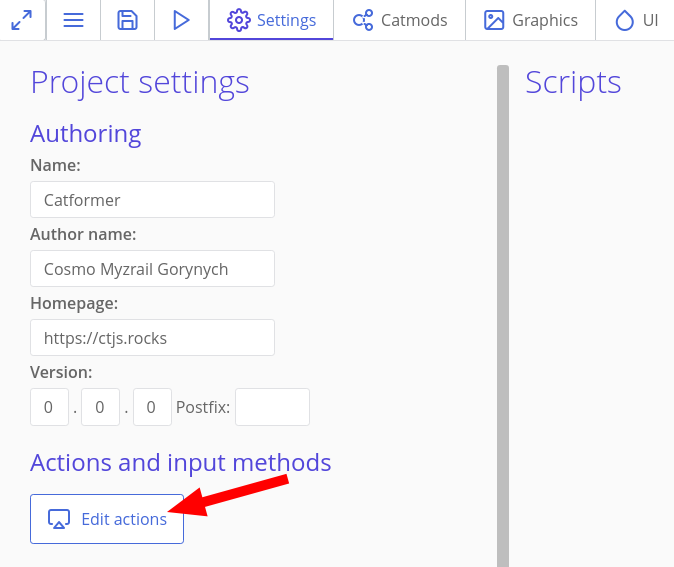 Settings Catmods Graphics UI
Project settings
Scripts
Authoring
Name:
Catformer
Author name:
Cosmo Myzrail Gorynych
Homepage:
https://ctjs.rocks
Version:
0 . 0 . 0 Postfix:
Actions and input methods
Edit actions